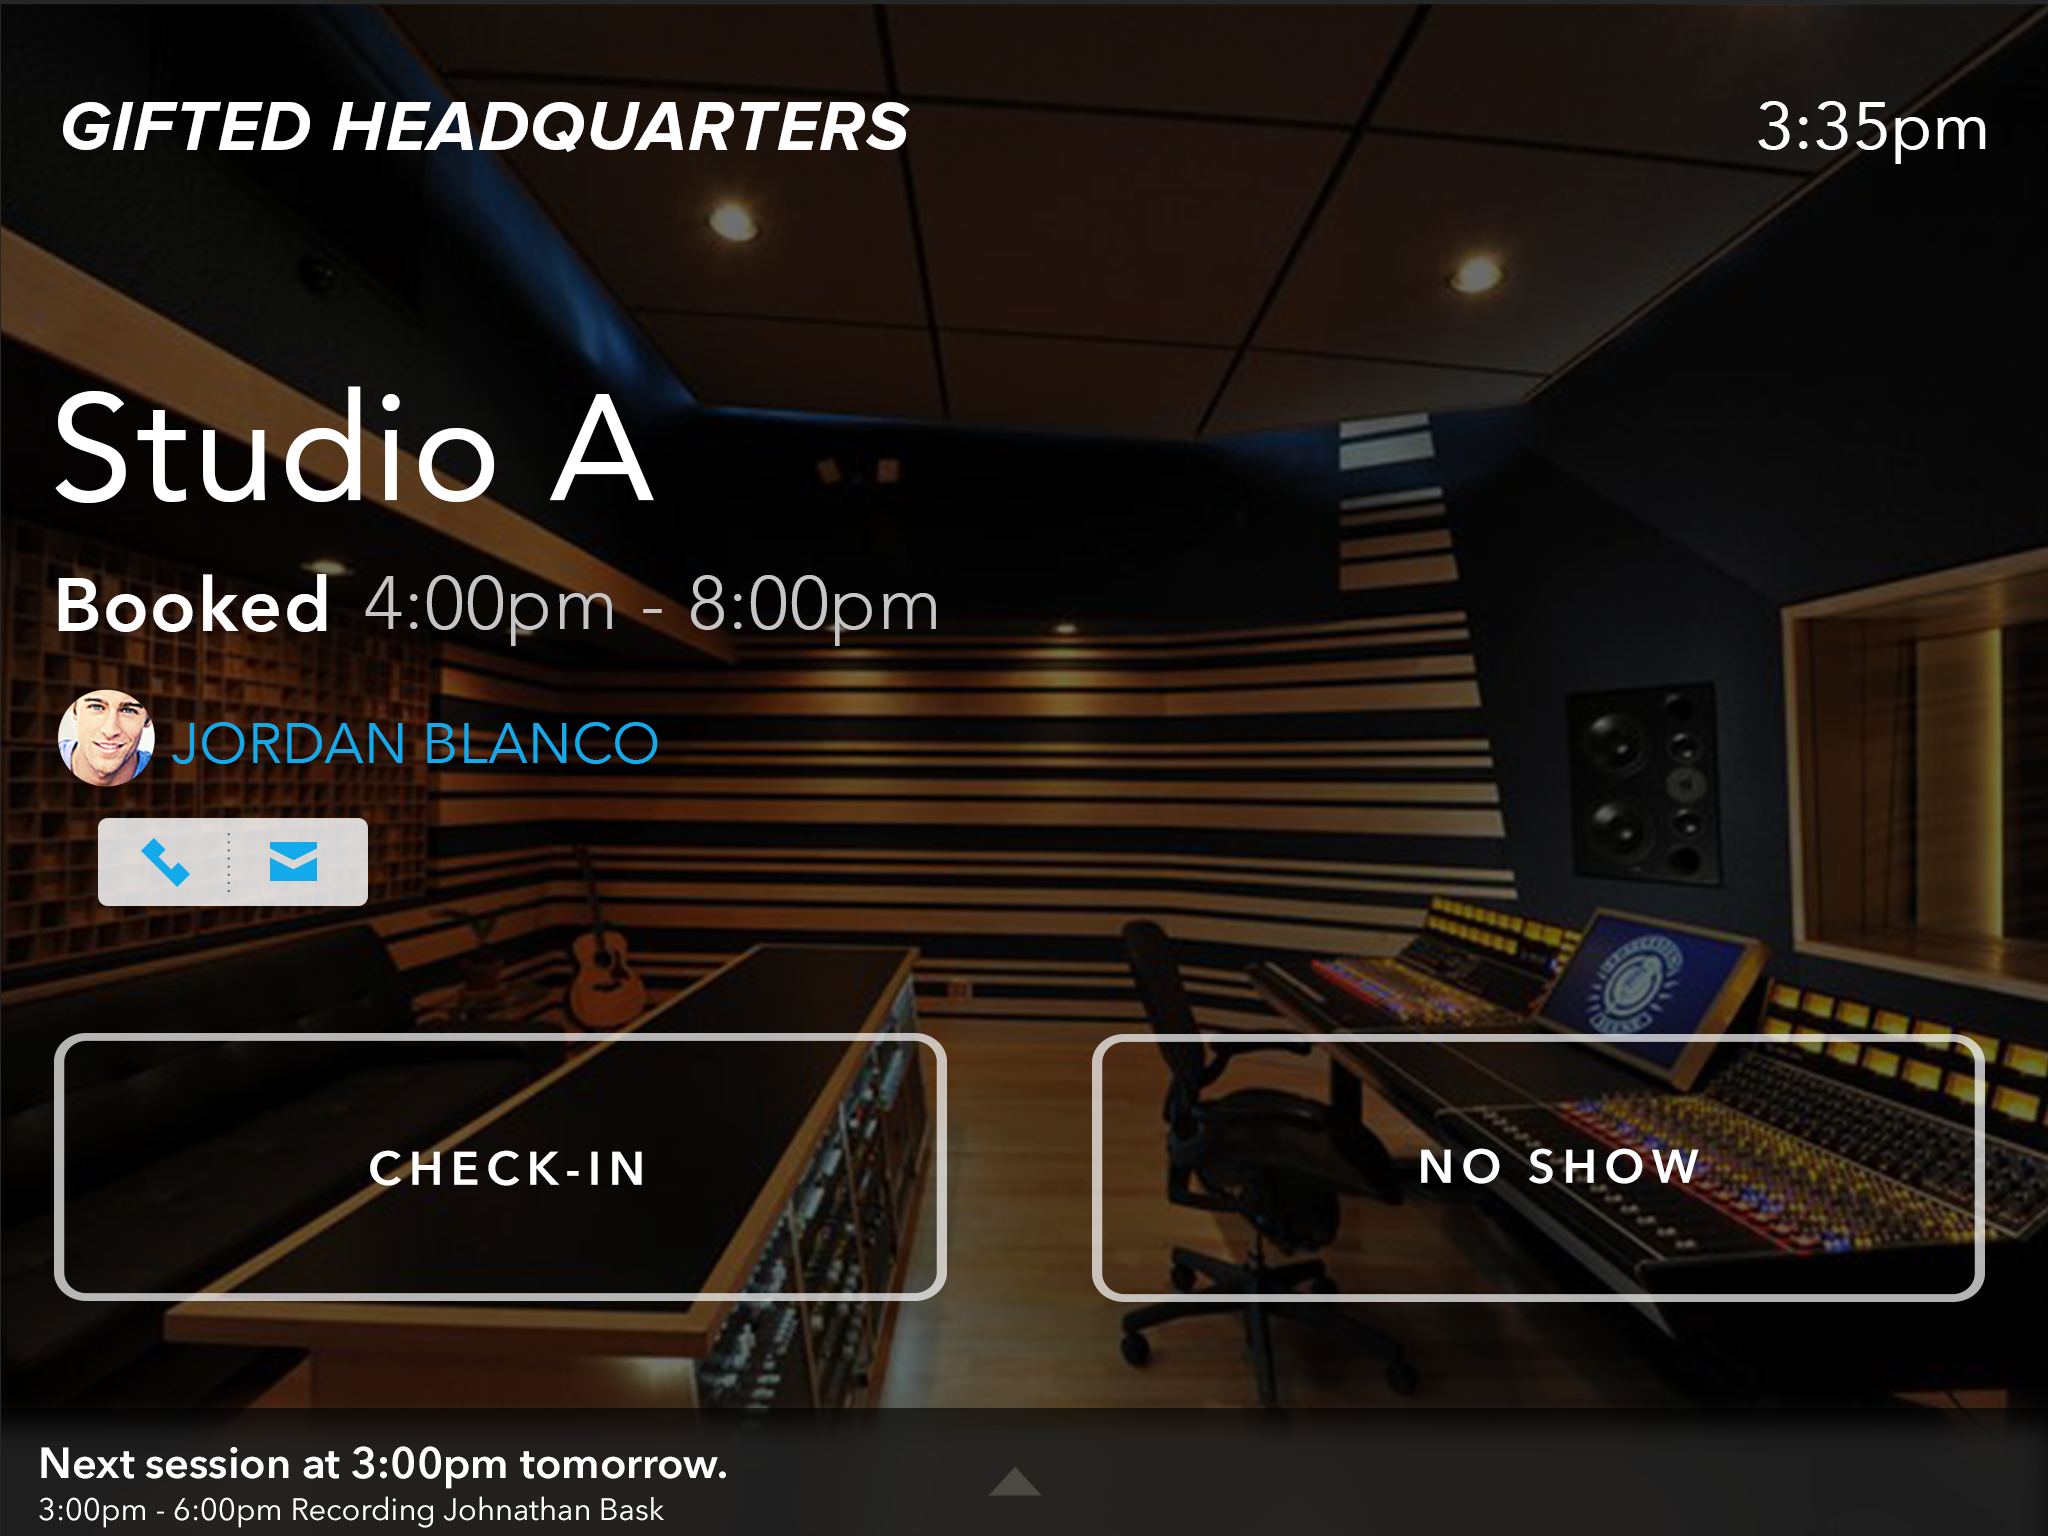 GIFTED HEADQUARTERS
3:35pm
Studio A
Booked 4:00pm - 8:00pm
JORDAN BLANCO
CHECK-IN
NO SHOW
Next session at 3:00pm tomorrow.
3:00pm - 6:00pm Recording Johnathan Bask